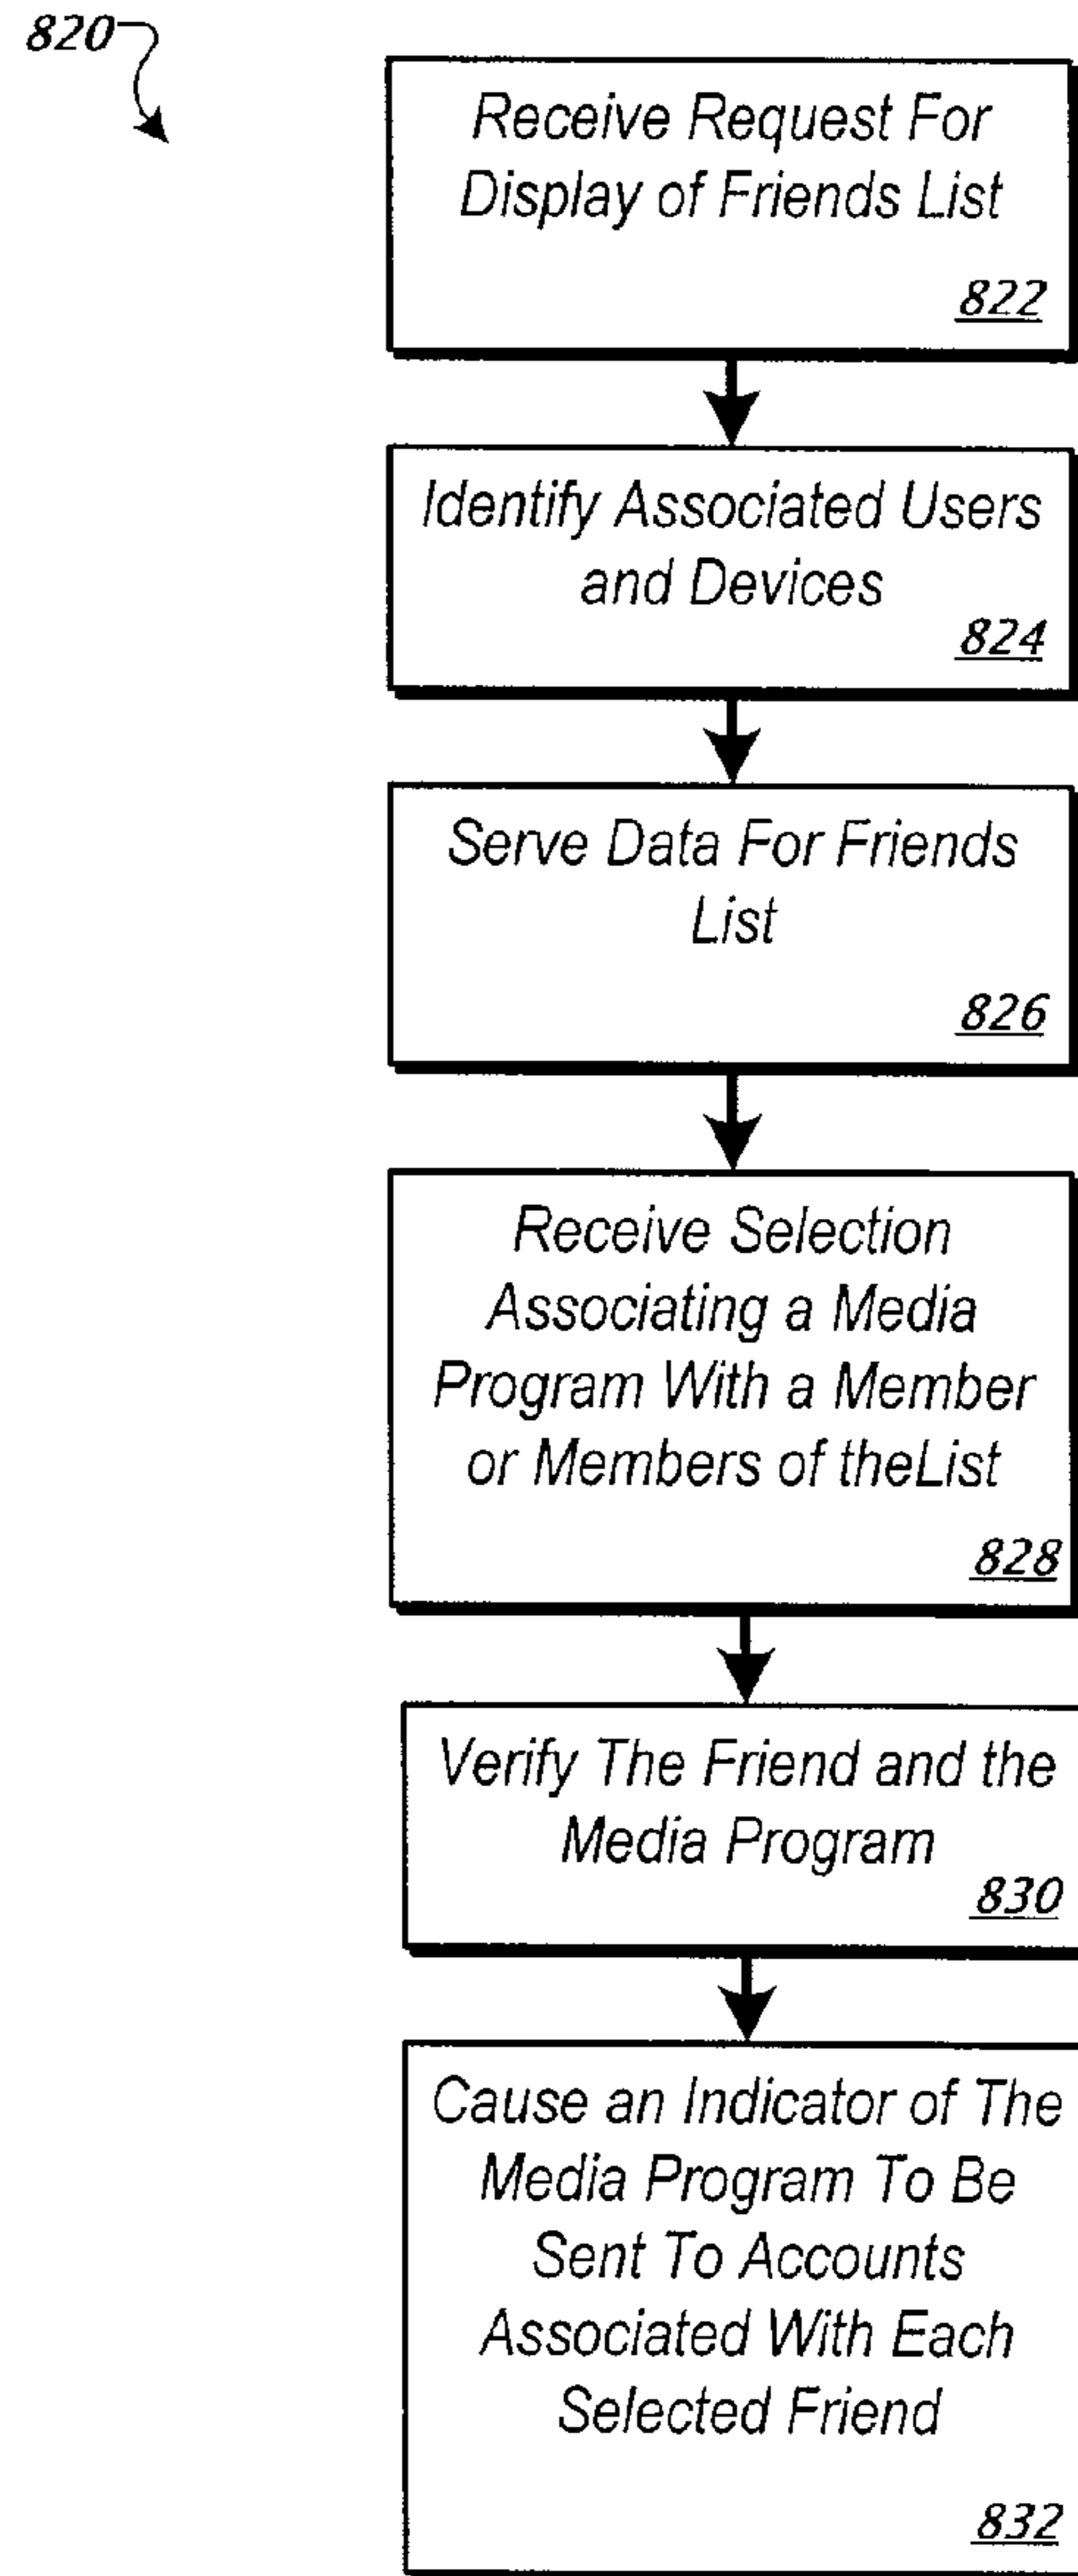 820
Receive Request For
Display of Friends List
822
Identify Associated Users
and Devices
824
Serve Data For Friends
List
826
Receive Selection
Associating a Media
Program With a Member
or Members of theList
828
Verify The Friend and the
Media Program
830
Cause an Indicator of The
Media Program To Be
Sent To Accounts
Associated With Each
Selected Friend
832